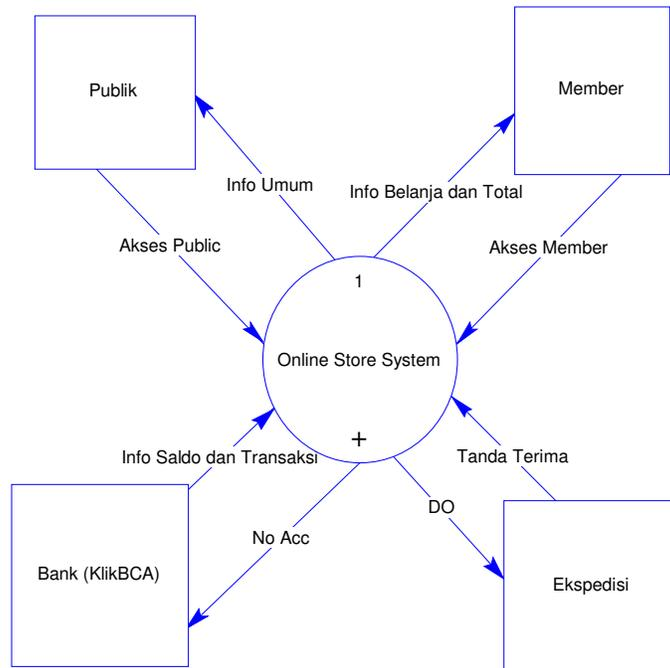 Publik
Member
Info Umum
Info Belanja dan Total
Akses Public
Akses Member
1
Online Store System
+
Info Saldo dan Transaksi
Tanda Terima
DO
No Acc
Bank (KlikBCA)
Ekspedisi